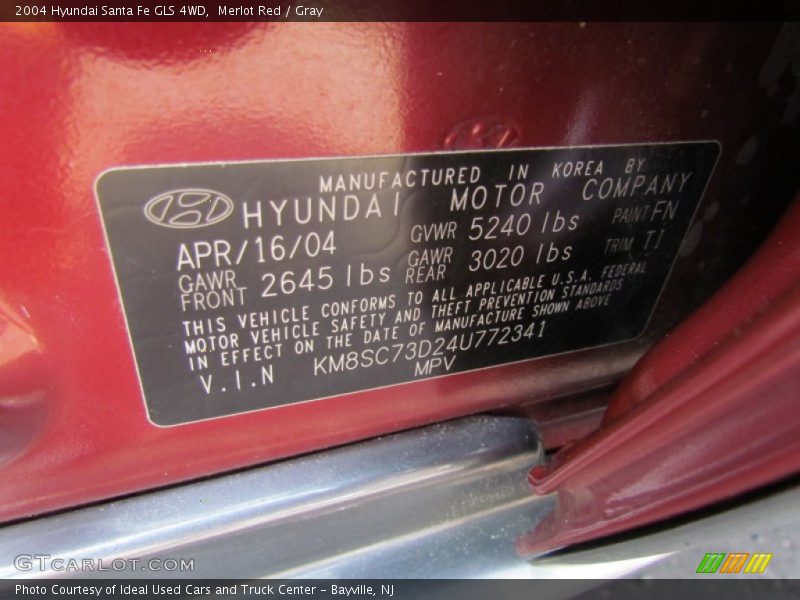 2004 Hyundai Santa Fe GLS 4WD, Merlot Red / Gray
MANUFACTURED IN KOREA BY
HYUNDAI MOTOR COMPANY
APR/16/04 GVWR 5240 lbs PAINT FN
GAWR FRONT 2645 lbs GAWR REAR 3020 lbs TRIM TI
THIS VEHICLE CONFORMS TO ALL APPLICABLE U.S.A. FEDERAL
MOTOR VEHICLE SAFETY AND THEFT PREVENTION STANDARDS
IN EFFECT ON THE DATE OF MANUFACTURE SHOWN ABOVE
V.I.N KM8SC73D24U772341
MPV
GTCARLOT.COM
Photo Courtesy of Ideal Used Cars and Truck Center - Bayville, NJ